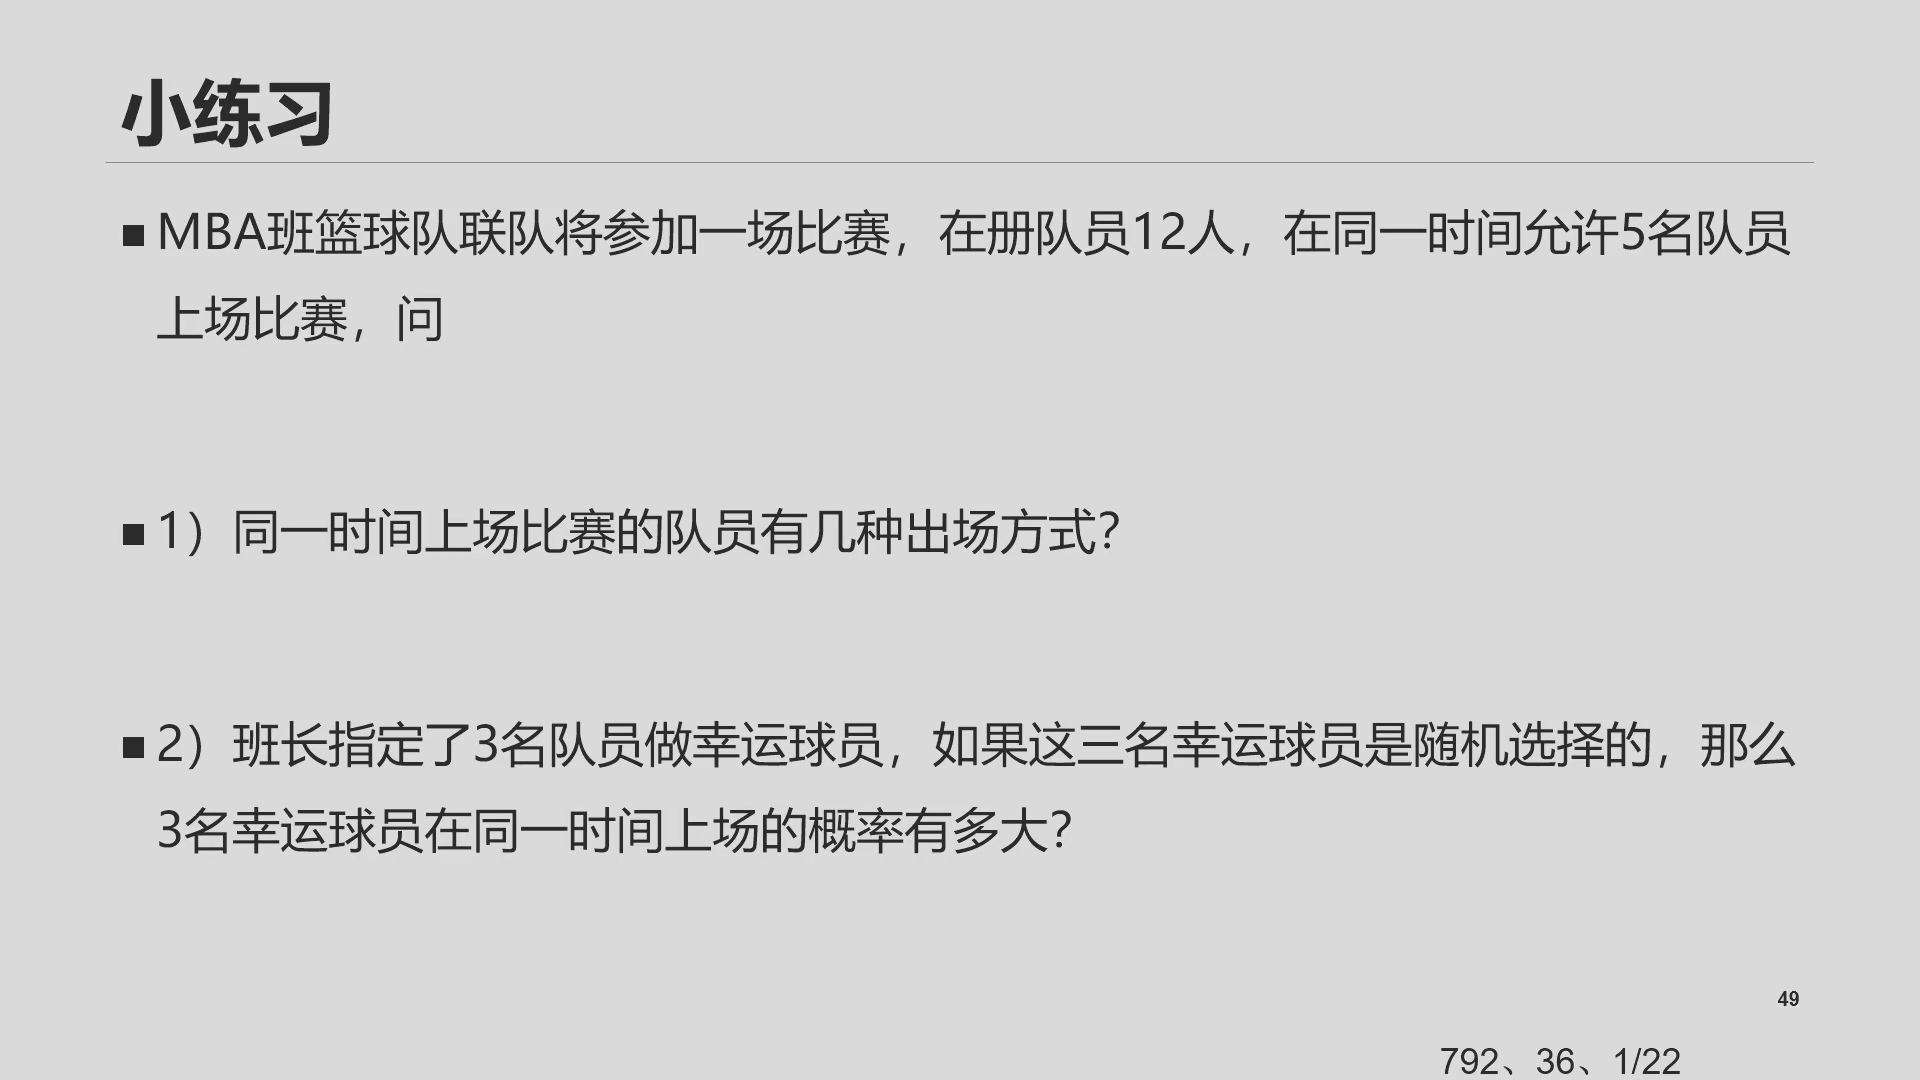 小练习
■ MBA班篮球队联队将参加一场比赛，在册队员12人，在同一时间允许5名队员
上场比赛，问
■ 1）同一时间上场比赛的队员有几种出场方式？
■ 2）班长指定了3名队员做幸运球员，如果这三名幸运球员是随机选择的，那么
3名幸运球员在同一时间上场的概率有多大？
49
792、36、1/22